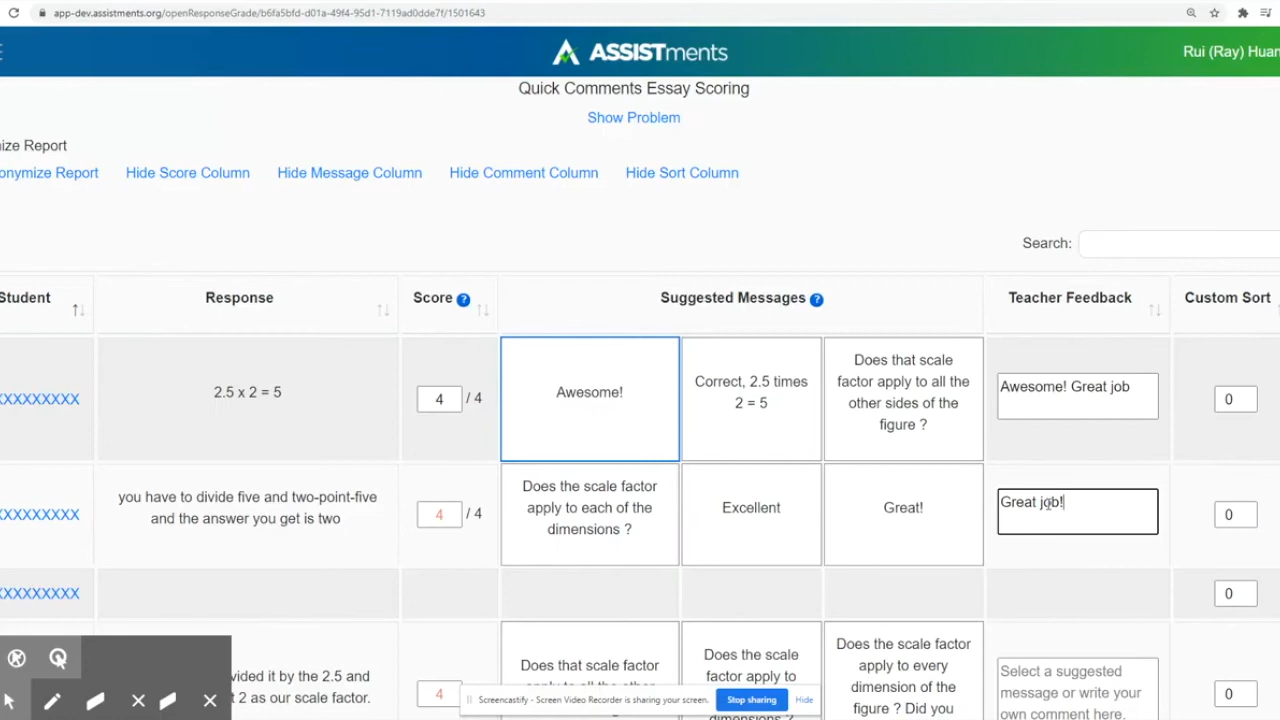 app-dev.assistments.org/openResponseGrade/b6fa5bfd-d01a-49f4-95d1-7119ad0dde7f/1501643
ASSISTments
Rui (Ray) Huan
Quick Comments Essay Scoring
Show Problem
ize Report
onymize Report
Hide Score Column
Hide Message Column
Hide Comment Column
Hide Sort Column
Search:
Student
Response
Score ?
Suggested Messages ?
Teacher Feedback
Custom Sort
XXXXXXXXX
2.5 x 2 = 5
4 / 4
Awesome!
Correct, 2.5 times
2 = 5
Does that scale
factor apply to all the
other sides of the
figure ?
Awesome! Great job
0
XXXXXXXXX
you have to divide five and two-point-five
and the answer you get is two
4 / 4
Does the scale factor
apply to each of the
dimensions ?
Excellent
Great!
Great job!
0
XXXXXXXXX
0
vided it by the 2.5 and
2 as our scale factor.
4
Does that scale factor
Does the scale
factor apply to
Does the scale factor
apply to every
dimension of the
figure ? Did you
Select a suggested
message or write your
own comment here.
0
Screencastify - Screen Video Recorder is sharing your screen.
Stop sharing
Hide